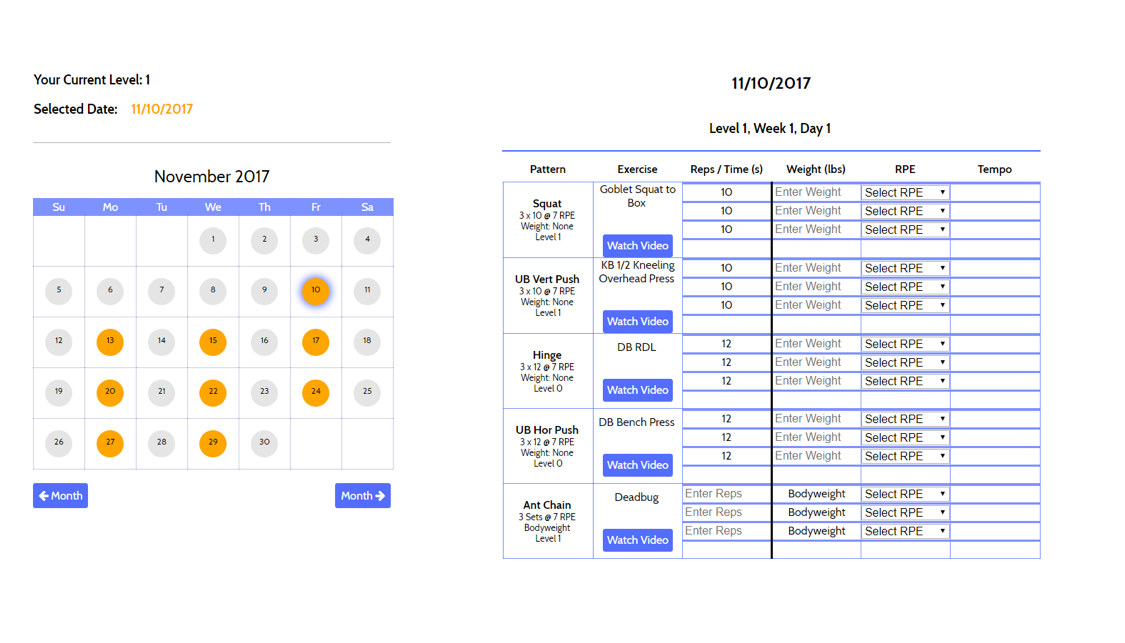 Your Current Level: 1
Selected Date: 11/10/2017
November 2017
Su Mo Tu We Th Fr Sa
1 2 3 4
5 6 7 8 9 10 11
12 13 14 15 16 17 18
19 20 21 22 23 24 25
26 27 28 29 30
Month
Month
11/10/2017
Level 1, Week 1, Day 1
Pattern Exercise Reps / Time (s) Weight (lbs) RPE Tempo
Squat
3 x 10 @ 7 RPE
Weight: None
Level 1
Goblet Squat to
Box
Watch Video
10 Enter Weight Select RPE
10 Enter Weight Select RPE
10 Enter Weight Select RPE
UB Vert Push
3 x 10 @ 7 RPE
Weight: None
Level 1
KB 1/2 Kneeling
Overhead Press
Watch Video
10 Enter Weight Select RPE
10 Enter Weight Select RPE
10 Enter Weight Select RPE
Hinge
3 x 12 @ 7 RPE
Weight: None
Level 0
DB RDL
Watch Video
12 Enter Weight Select RPE
12 Enter Weight Select RPE
12 Enter Weight Select RPE
UB Hor Push
3 x 12 @ 7 RPE
Weight: None
Level 0
DB Bench Press
Watch Video
12 Enter Weight Select RPE
12 Enter Weight Select RPE
12 Enter Weight Select RPE
Ant Chain
3 Sets @ 7 RPE
Bodyweight
Level 1
Deadbug
Watch Video
Enter Reps Bodyweight Select RPE
Enter Reps Bodyweight Select RPE
Enter Reps Bodyweight Select RPE